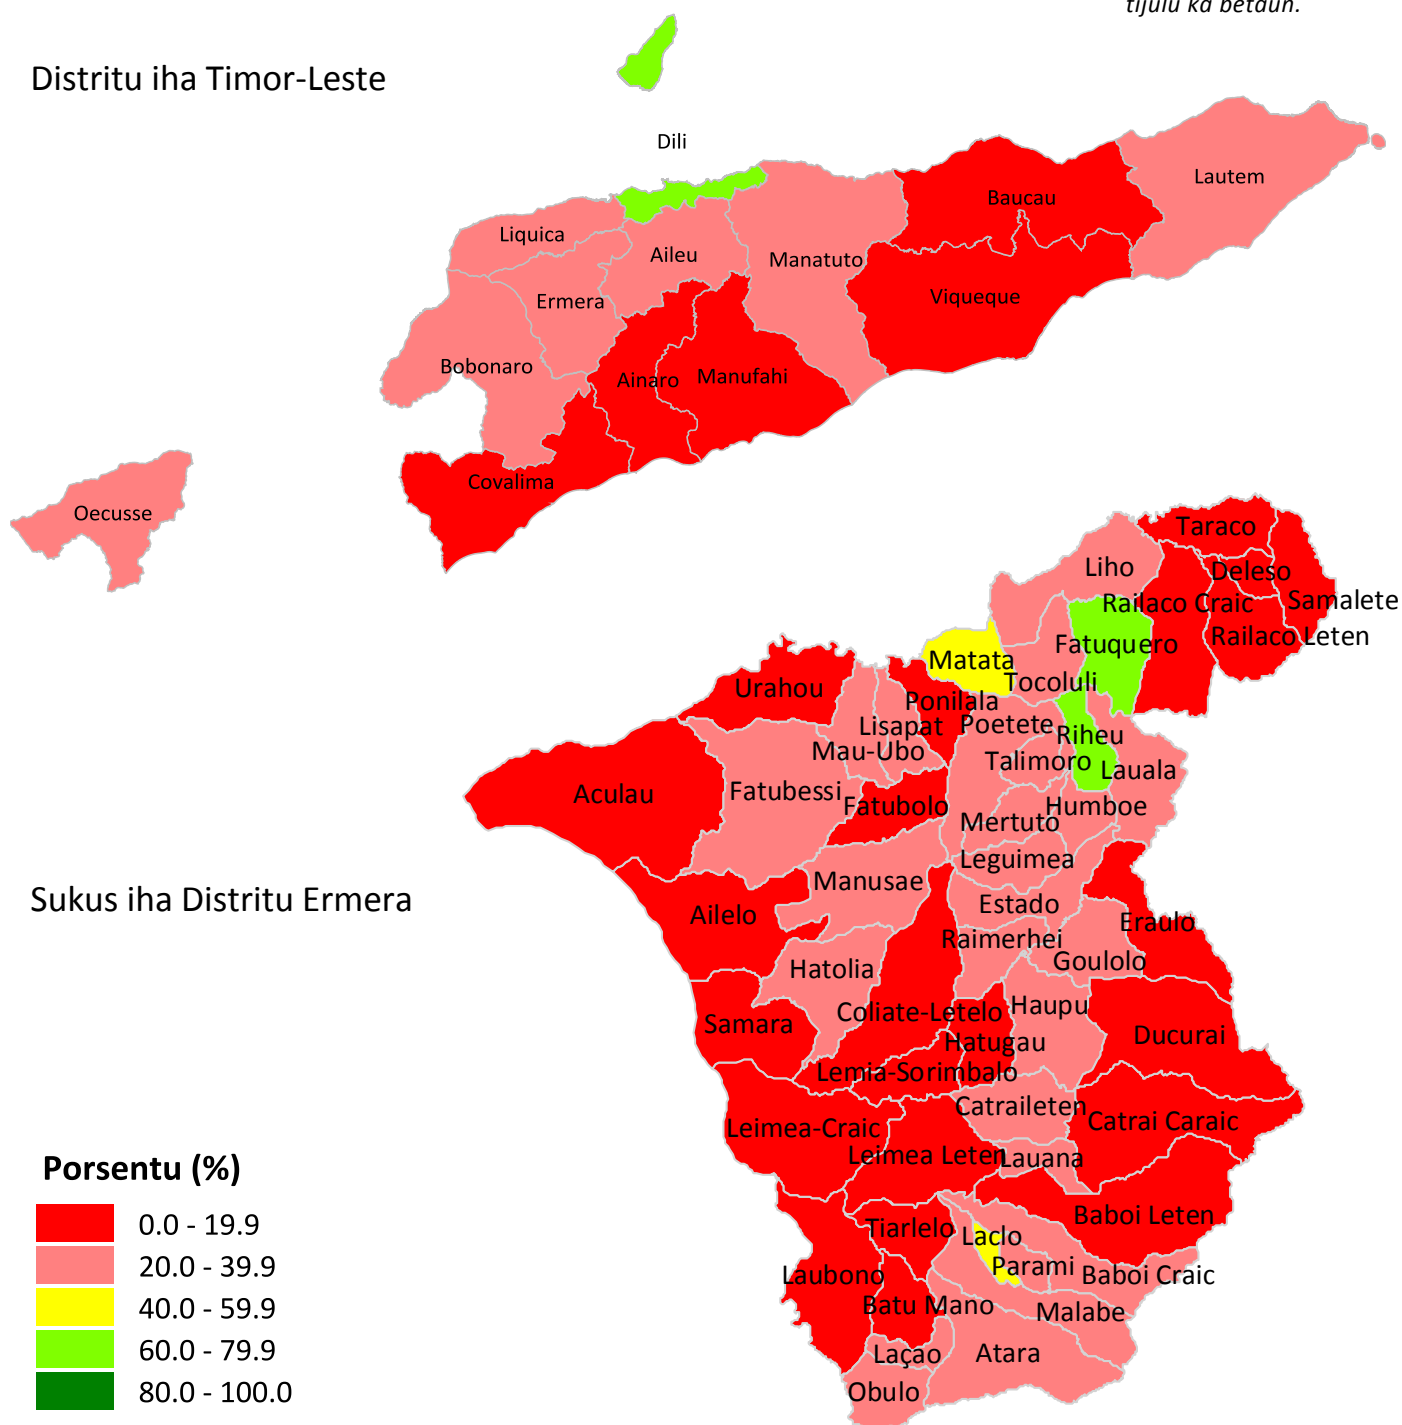 tijulu ka betaun.
Distritu iha Timor-Leste
Dili
Lautem
Baucau
Liquica
Aileu
Manatuto
Viqueque
Ermera
Bobonaro
Ainaro
Manufahi
Covalima
Oecusse
Taraco
Liho
Deleso
Railaco Craic
Samalete
Fatuquero
Railaco Leten
Matata
Tocoluli
Urahou
Ponilala
Lisapat
Poetete
Riheu
Mau-Ubo
Talimoro
Lauala
Aculau
Fatubessi
Fatubolo
Humboe
Mertuto
Leguimea
Manusae
Sukus iha Distritu Ermera
Ailelo
Estado
Eraulo
Raimerhei
Goulolo
Hatolia
Coliate-Letelo
Haupu
Samara
Hatugau
Ducurai
Lemia-Sorimbalo
Catraileten
Catrai Caraic
Leimea-Craic
Leimea Leten
Lauana
Baboi Leten
Tiarlelo
Laclo
Parami
Baboi Craic
Laubono
Batu Mano
Malabe
Laçao
Atara
Obulo
Porsentu (%)
0.0 - 19.9
20.0 - 39.9
40.0 - 59.9
60.0 - 79.9
80.0 - 100.0